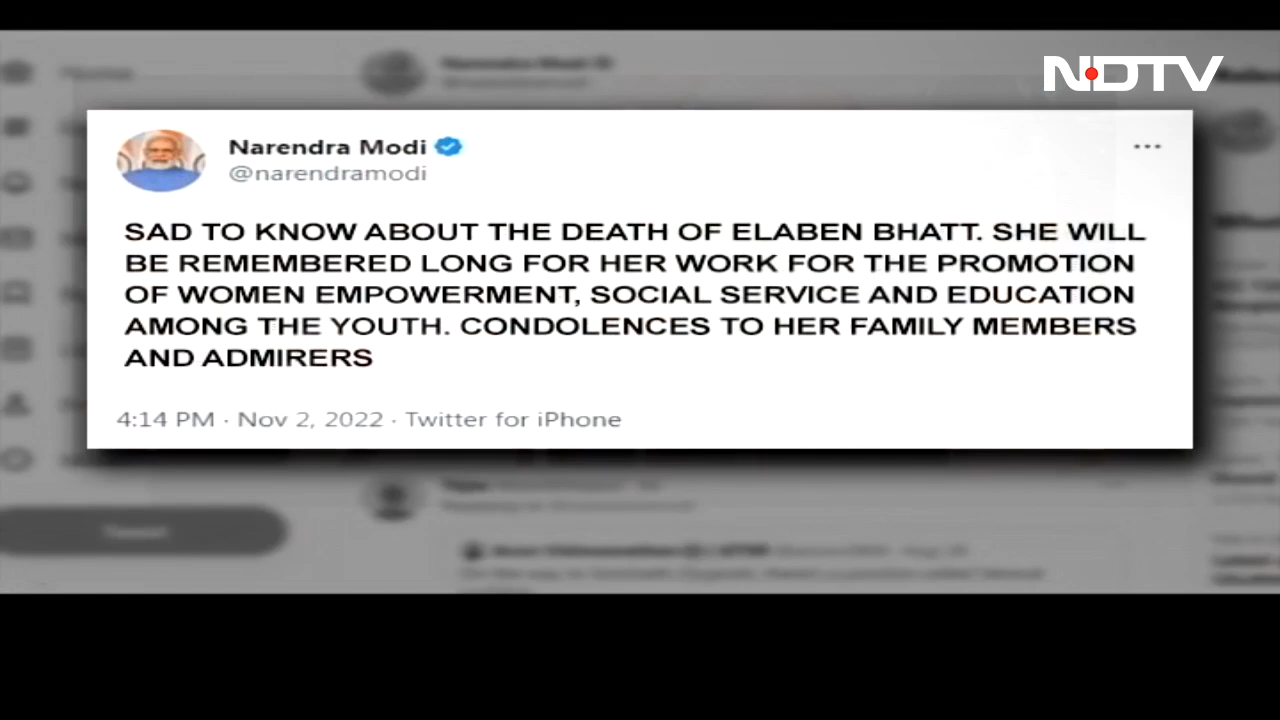 NDTV
Narendra Modi
@narendramodi
SAD TO KNOW ABOUT THE DEATH OF ELABEN BHATT. SHE WILL
BE REMEMBERED LONG FOR HER WORK FOR THE PROMOTION
OF WOMEN EMPOWERMENT, SOCIAL SERVICE AND EDUCATION
AMONG THE YOUTH. CONDOLENCES TO HER FAMILY MEMBERS
AND ADMIRERS
4:14 PM · Nov 2, 2022 · Twitter for iPhone
Tweet